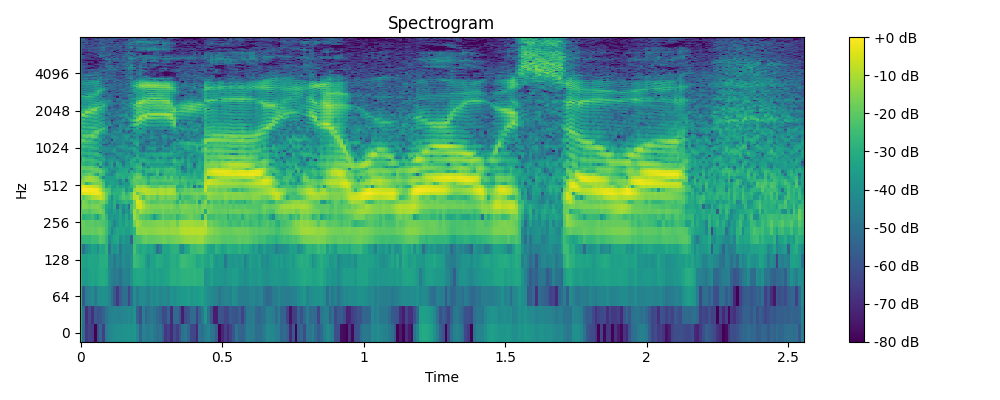 Spectrogram
+0 dB
4096
-10 dB
2048
-20 dB
1024
-30 dB
Hz
512
-40 dB
256
-50 dB
128
-60 dB
64
-70 dB
0
-80 dB
0 0.5 1 1.5 2 2.5
Time